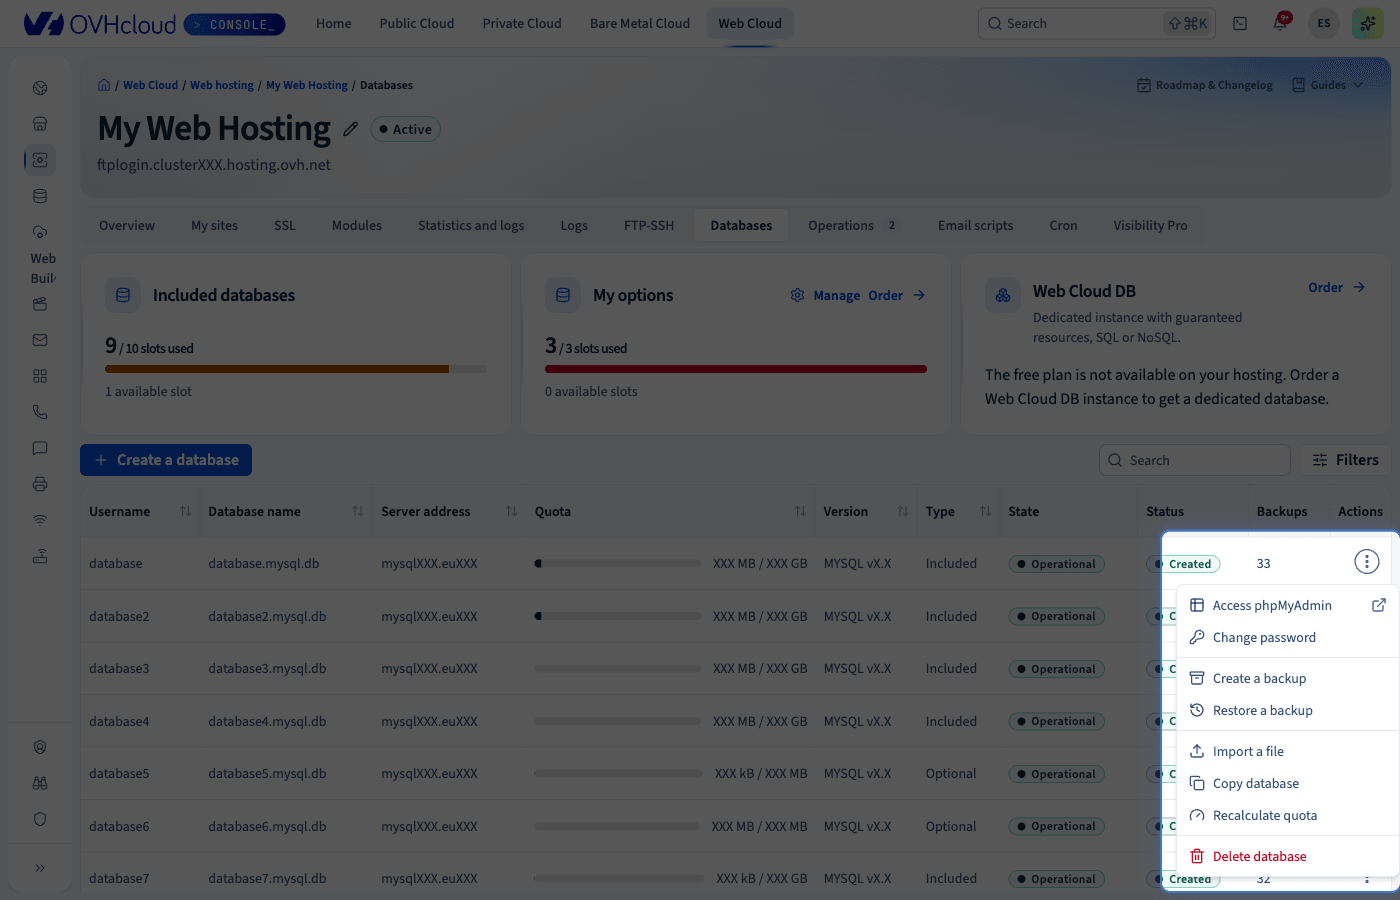 OVHcloud > CONSOLE_ Home Public Cloud Private Cloud Bare Metal Cloud Web Cloud Search ⇧⌘K 9+ ES
/ Web Cloud / Web hosting / My Web Hosting / Databases Roadmap & Changelog Guides
My Web Hosting Active
ftplogin.clusterXXX.hosting.ovh.net
Overview My sites SSL Modules Statistics and logs Logs FTP-SSH Databases Operations 2 Email scripts Cron Visibility Pro
Web
Buil
Included databases
9 / 10 slots used
1 available slot
My options Manage Order
3 / 3 slots used
0 available slots
Web Cloud DB Order
Dedicated instance with guaranteed
resources, SQL or NoSQL.
The free plan is not available on your hosting. Order a
Web Cloud DB instance to get a dedicated database.
Create a database Search Filters
Username Database name Server address Quota Version Type State Status Backups Actions
database database.mysql.db mysqlXXX.euXXX XXX MB / XXX GB MYSQL vX.X Included Operational Created 33
database2 database2.mysql.db mysqlXXX.euXXX XXX MB / XXX GB MYSQL vX.X Included Operational C
database3 database3.mysql.db mysqlXXX.euXXX XXX MB / XXX GB MYSQL vX.X Included Operational C
database4 database4.mysql.db mysqlXXX.euXXX XXX MB / XXX GB MYSQL vX.X Included Operational C
database5 database5.mysql.db mysqlXXX.euXXX XXX kB / XXX MB MYSQL vX.X Optional Operational C
database6 database6.mysql.db mysqlXXX.euXXX XXX MB / XXX MB MYSQL vX.X Optional Operational C
database7 database7.mysql.db mysqlXXX.euXXX XXX kB / XXX GB MYSQL vX.X Included Operational Created 32
Access phpMyAdmin
Change password
Create a backup
Restore a backup
Import a file
Copy database
Recalculate quota
Delete database